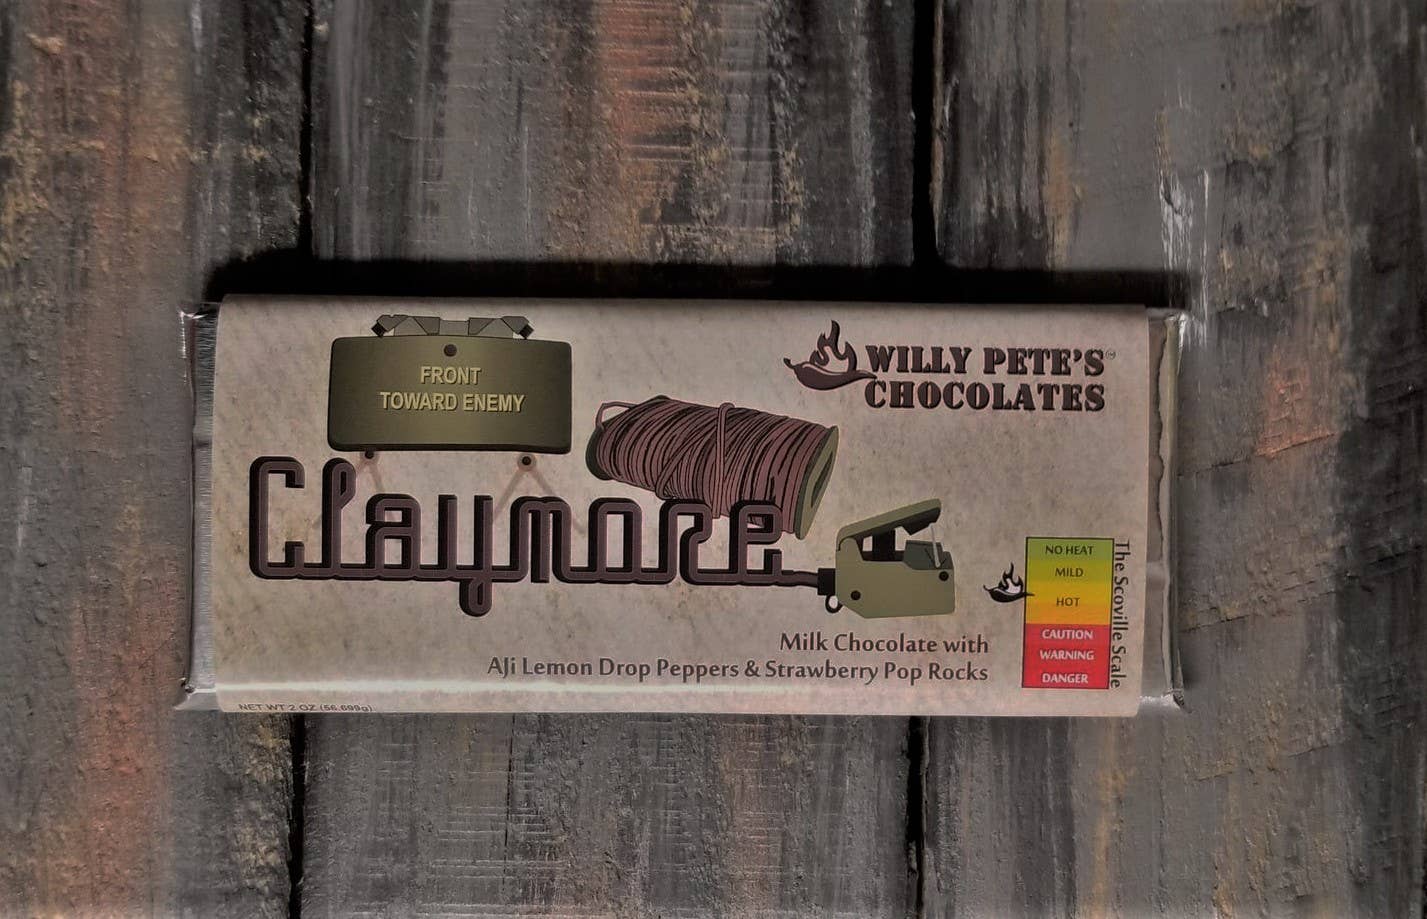 FRONT
TOWARD ENEMY
WILLY PETE'S™
CHOCOLATES
Claymore
NO HEAT
MILD
HOT
CAUTION
WARNING
DANGER
The Scoville Scale
Milk Chocolate with
AJi Lemon Drop Peppers & Strawberry Pop Rocks
NET WT 2 OZ (56.699g)